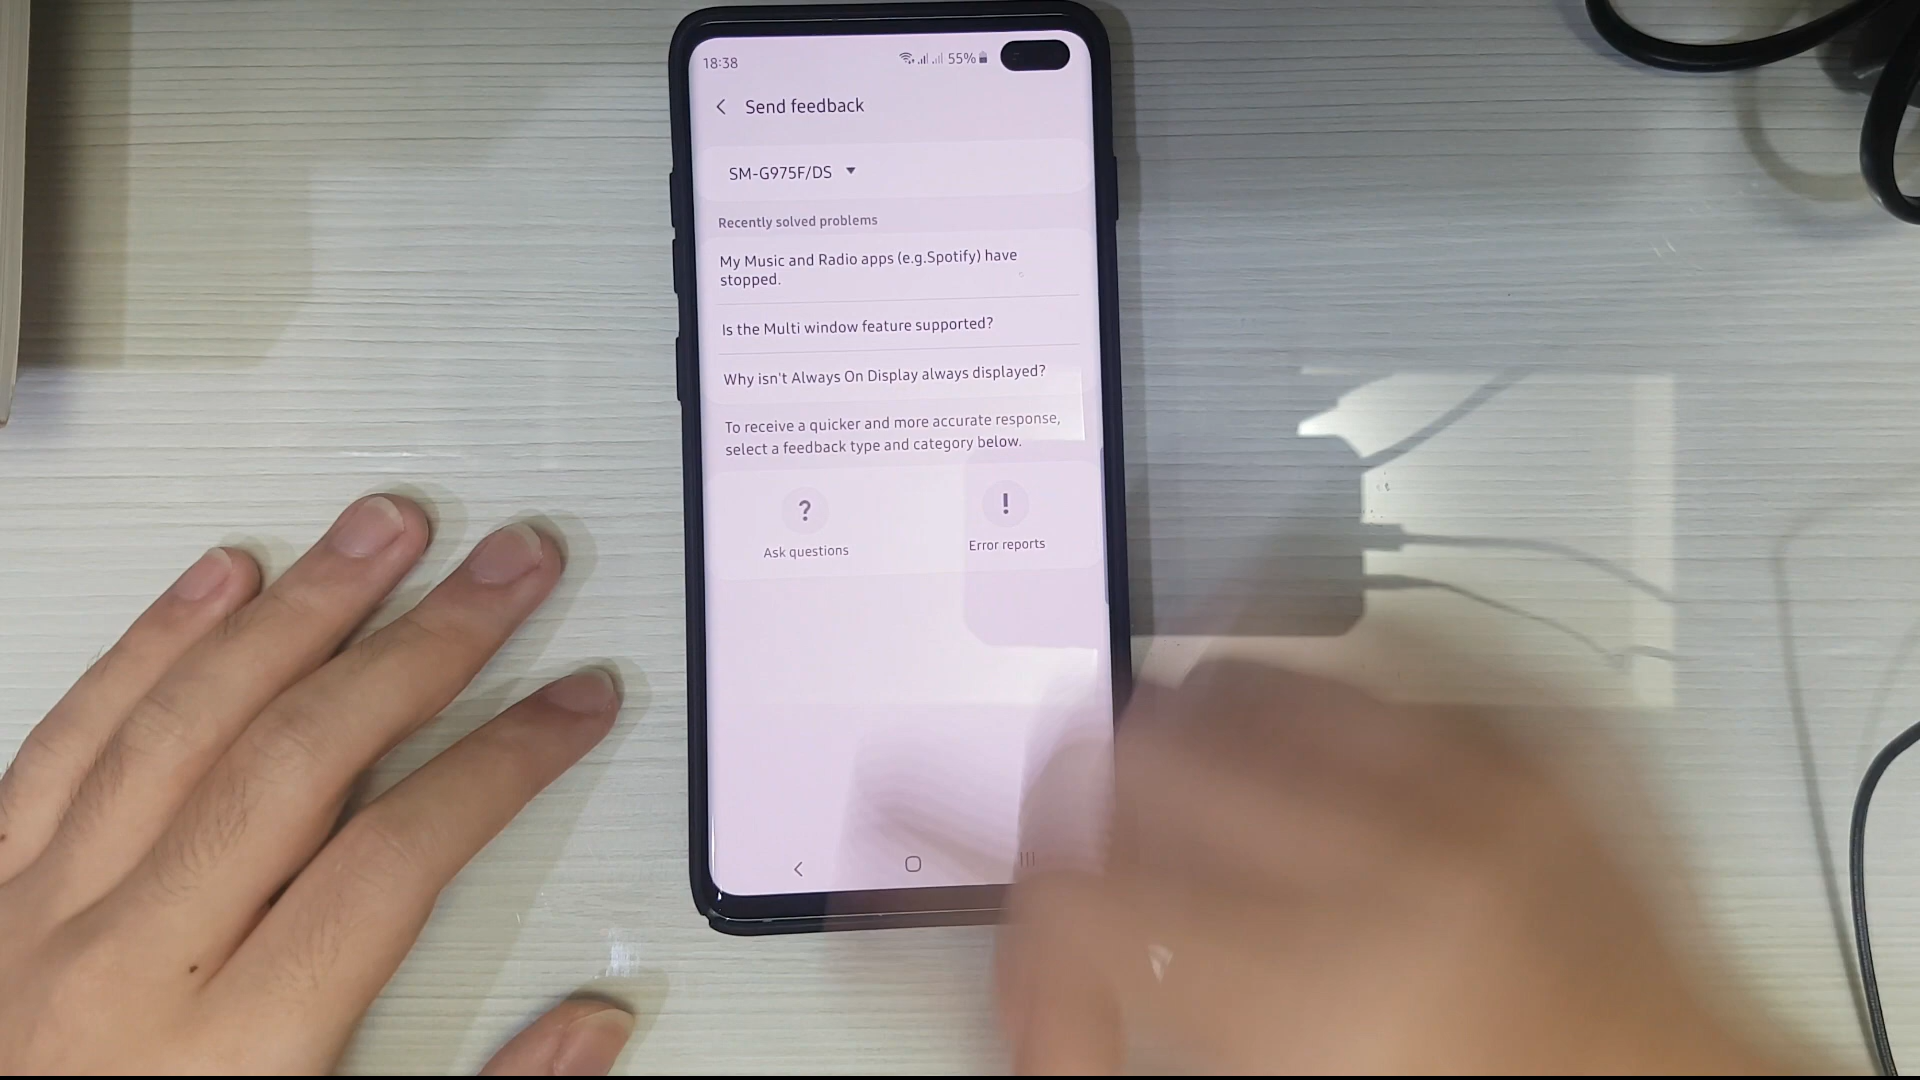 18:38
55%
Send feedback
SM-G975F/DS
Recently solved problems
My Music and Radio apps (e.g.Spotify) have
stopped.
Is the Multi window feature supported?
Why isn't Always On Display always displayed?
To receive a quicker and more accurate response,
select a feedback type and category below.
?
!
Ask questions
Error reports